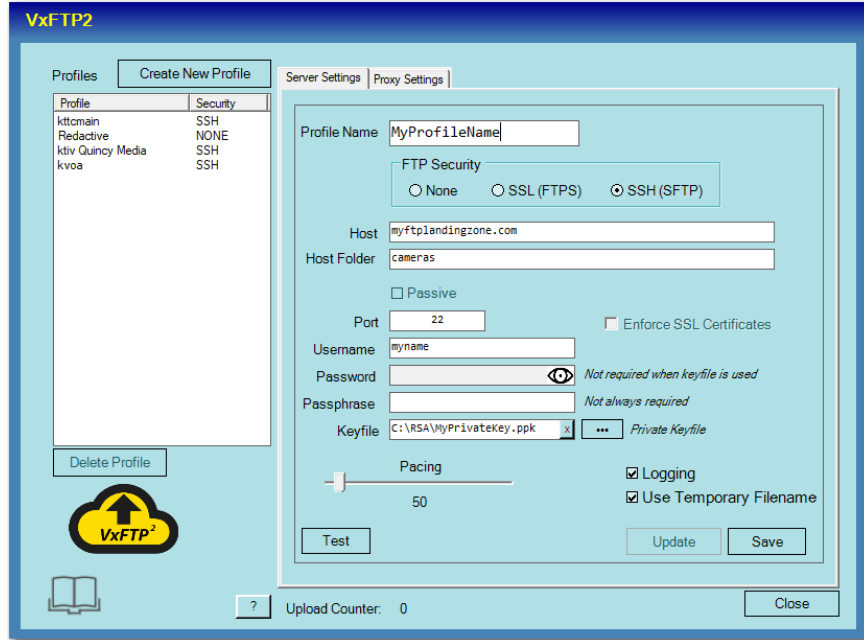 VxFTP2
Profiles
Create New Profile
Profile Security
kttcmain SSH
Redactive NONE
ktiv Quincy Media SSH
kvoa SSH
Delete Profile
VxFTP²
?
Server Settings Proxy Settings
Profile Name MyProfileName
FTP Security
None SSL (FTPS) SSH (SFTP)
Host myftplandingzone.com
Host Folder cameras
Passive
Port 22 Enforce SSL Certificates
Username myname
Password Not required when keyfile is used
Passphrase Not always required
Keyfile C:\RSA\MyPrivateKey.ppk x ... Private Keyfile
Pacing
50
Logging
Use Temporary Filename
Test Update Save
Upload Counter: 0
Close